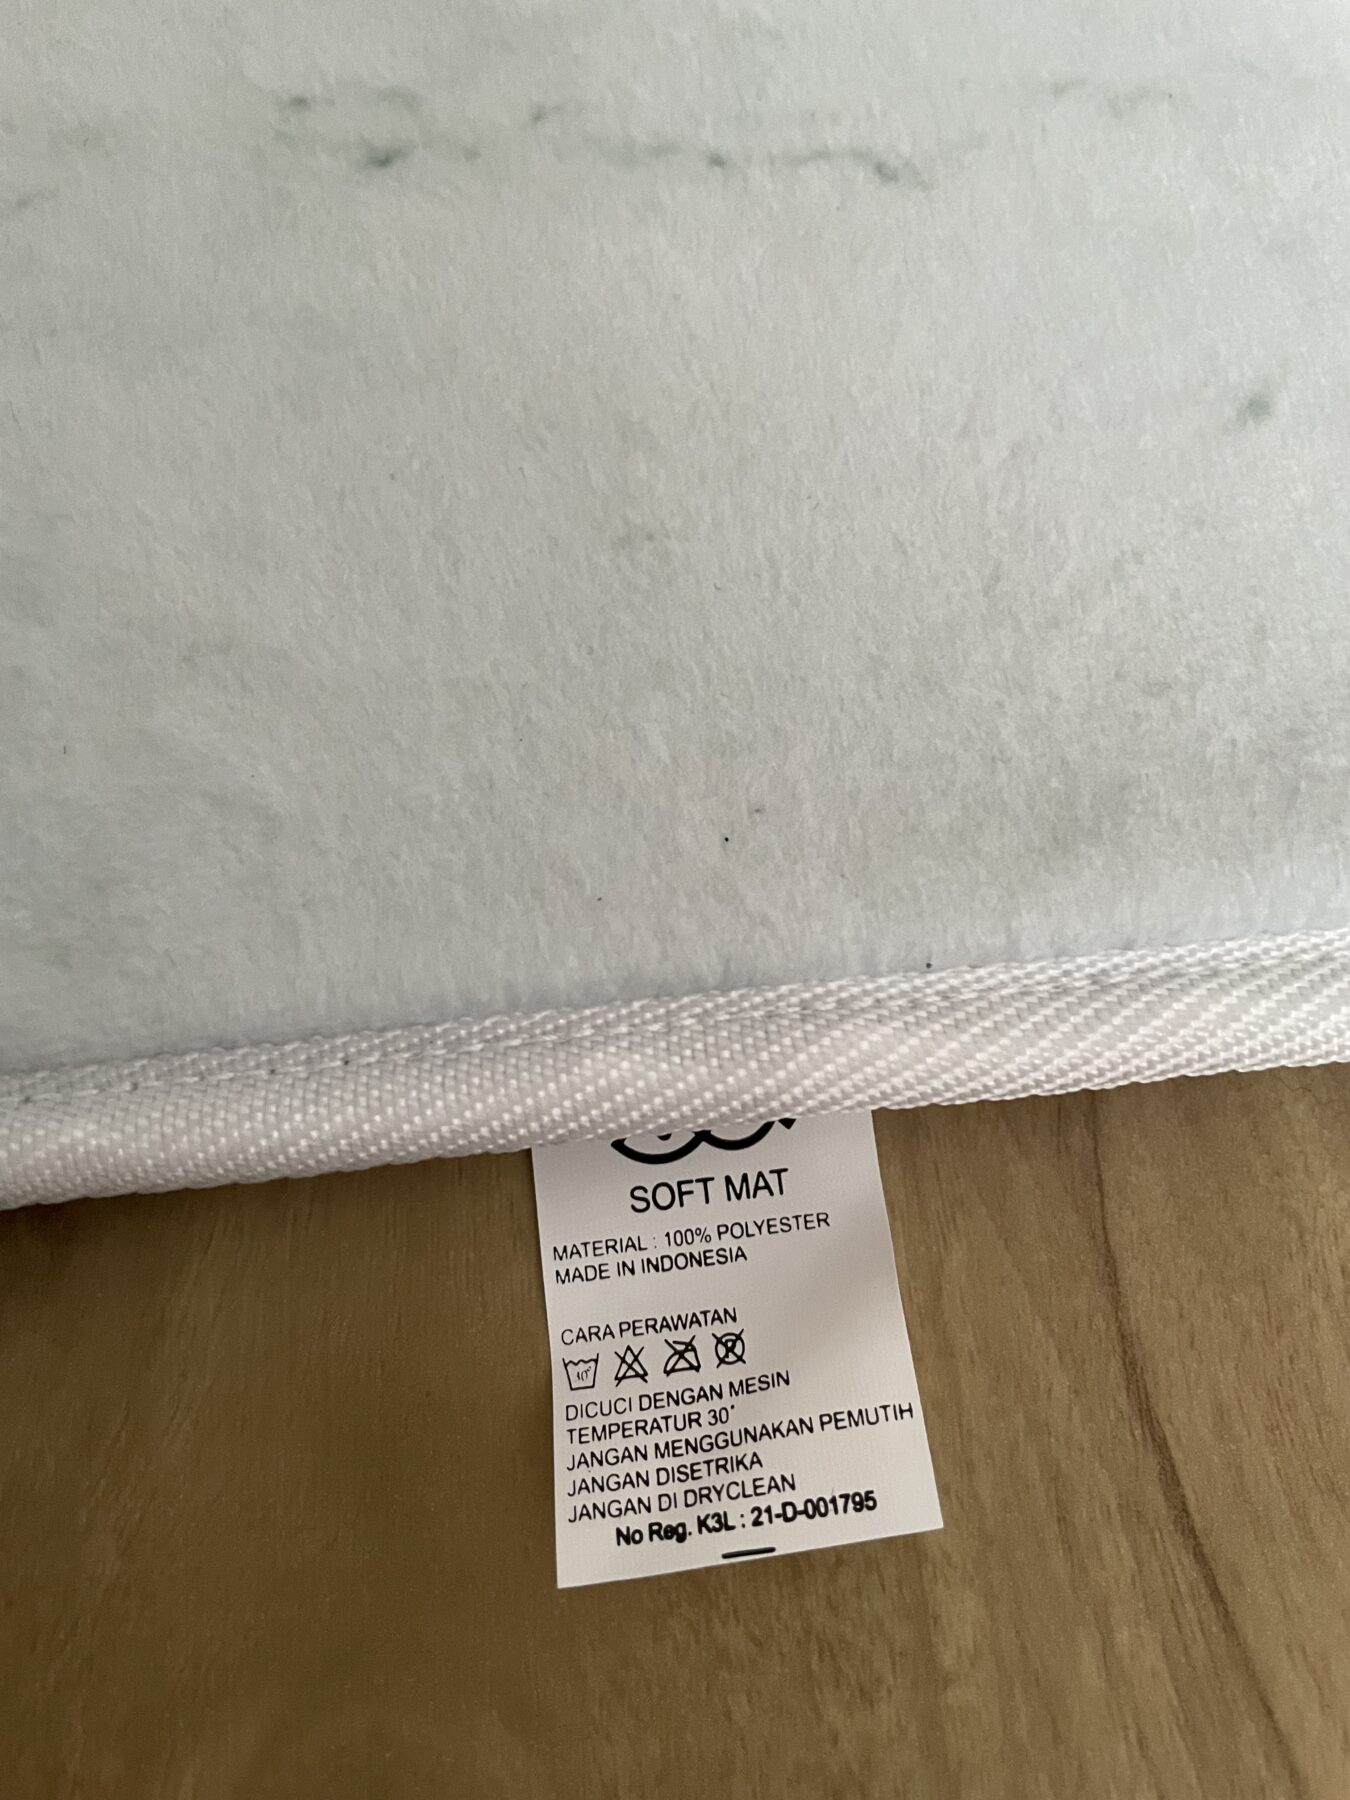 SOFT MAT
MATERIAL : 100% POLYESTER
MADE IN INDONESIA
CARA PERAWATAN
DICUCI DENGAN MESIN
TEMPERATUR 30°
JANGAN MENGGUNAKAN PEMUTIH
JANGAN DISETRIKA
JANGAN DI DRYCLEAN
No Reg. K3L : 21-D-001795